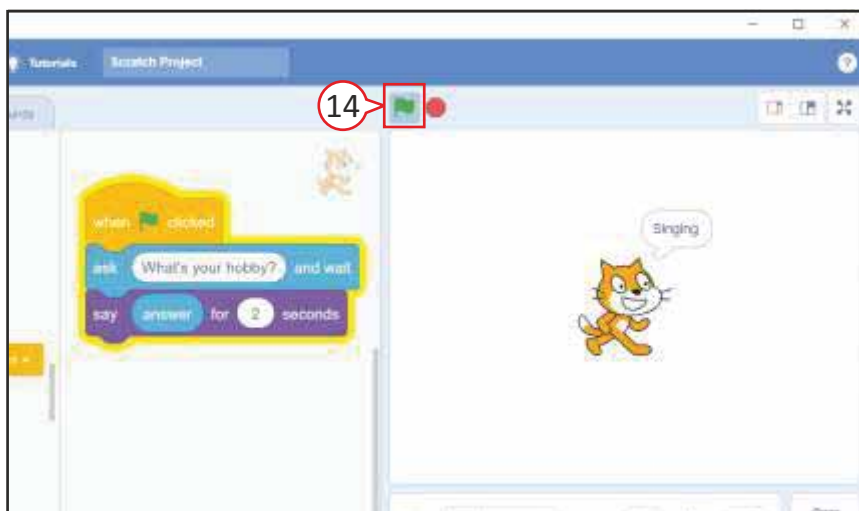 Tutorials Scratch Project
14
when clicked
ask What's your hobby? and wait
say answer for 2 seconds
Singing